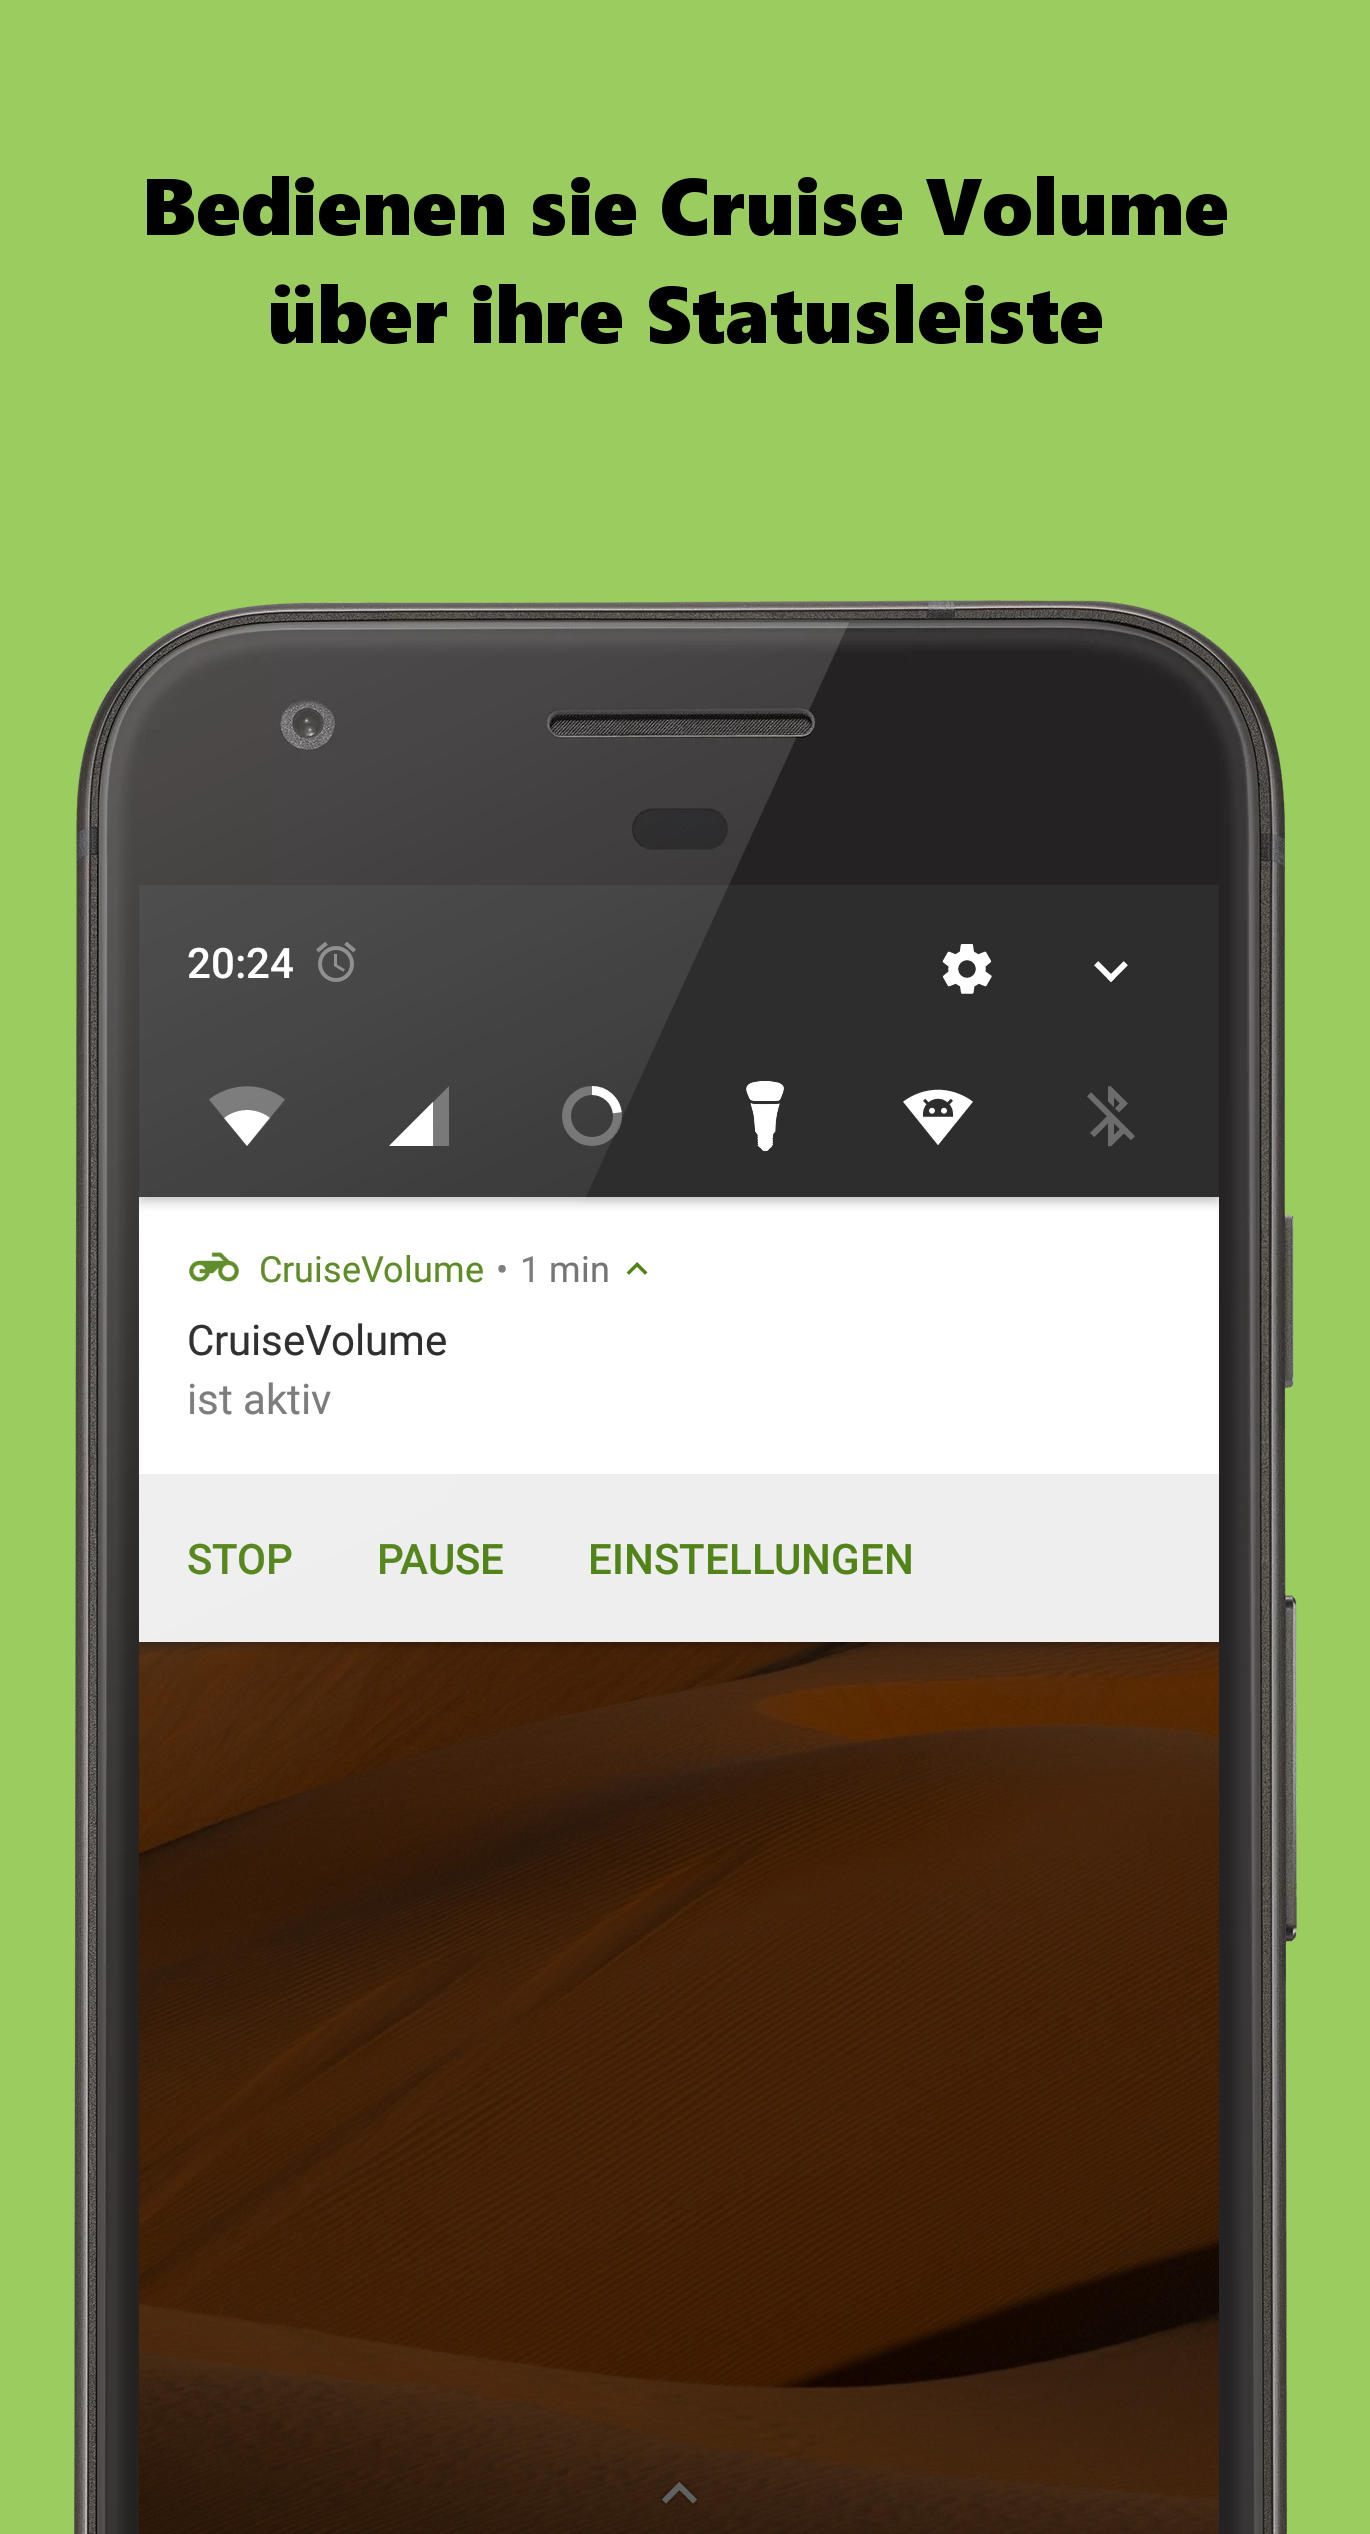 Bedienen sie Cruise Volume
über ihre Statusleiste
20:24
CruiseVolume • 1 min
CruiseVolume
ist aktiv
STOP PAUSE EINSTELLUNGEN